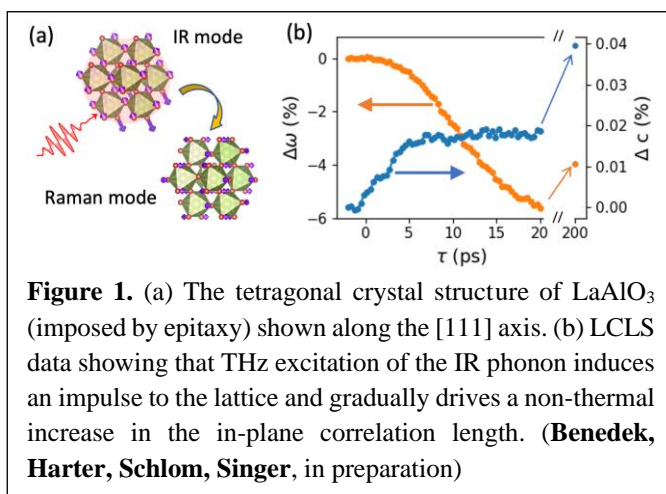 (a)
IR mode
Raman mode
(b)
0
−2
−4
−6
Δω (%)
0
5
10
15
20
200
τ (ps)
//
//
0.04
0.03
0.02
0.01
0.00
Δ c (%)
Figure 1. (a) The tetragonal crystal structure of LaAlO₃
(imposed by epitaxy) shown along the [111] axis. (b) LCLS
data showing that THz excitation of the IR phonon induces
an impulse to the lattice and gradually drives a non-thermal
increase in the in-plane correlation length. (Benedek,
Harter, Schlom, Singer, in preparation)